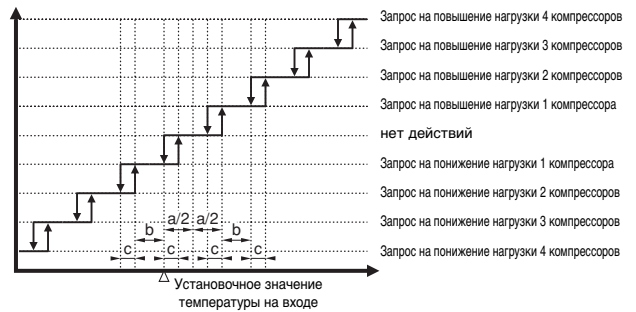 Запрос на повышение нагрузки 4 компрессоров
Запрос на повышение нагрузки 3 компрессоров
Запрос на повышение нагрузки 2 компрессоров
Запрос на повышение нагрузки 1 компрессора
нет действий
Запрос на понижение нагрузки 1 компрессора
Запрос на понижение нагрузки 2 компрессоров
Запрос на понижение нагрузки 3 компрессоров
Запрос на понижение нагрузки 4 компрессоров
b a/2 a/2 b
c c c c
Установочное значение
температуры на входе